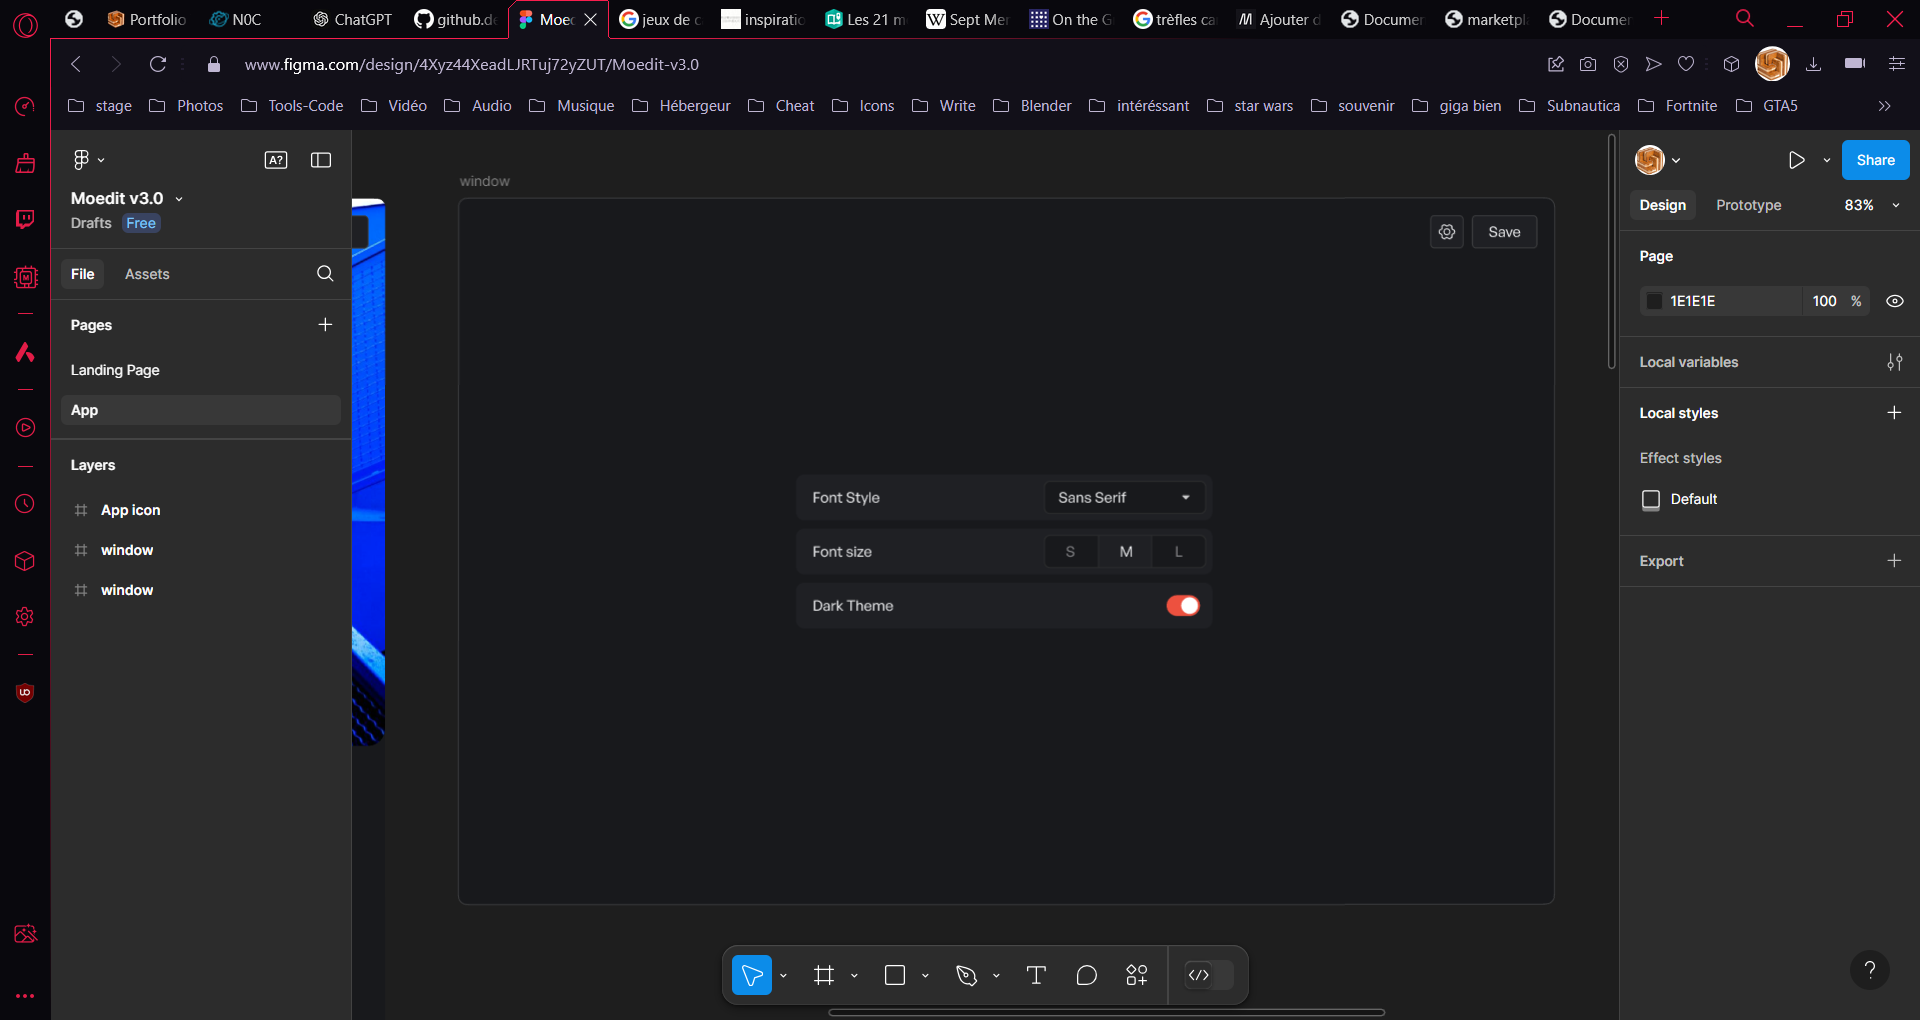 Portfolio
N0C
ChatGPT
github.de
Moed
jeux de c
inspiratio
Les 21 m
Sept Mer
On the G
trèfles ca
Ajouter d
Documer
marketpl
Documer
www.figma.com/design/4Xyz44XeadLJRTuj72yZUT/Moedit-v3.0
stage
Photos
Tools-Code
Vidéo
Audio
Musique
Hébergeur
Cheat
Icons
Write
Blender
intéréssant
star wars
souvenir
giga bien
Subnautica
Fortnite
GTA5
A?
Moedit v3.0
Drafts
Free
File
Assets
Pages
Landing Page
App
Layers
App icon
window
window
window
Save
Font Style
Sans Serif
Font size
S
M
L
Dark Theme
Share
Design
Prototype
83%
Page
1E1E1E
100
%
Local variables
Local styles
Effect styles
Default
Export
?